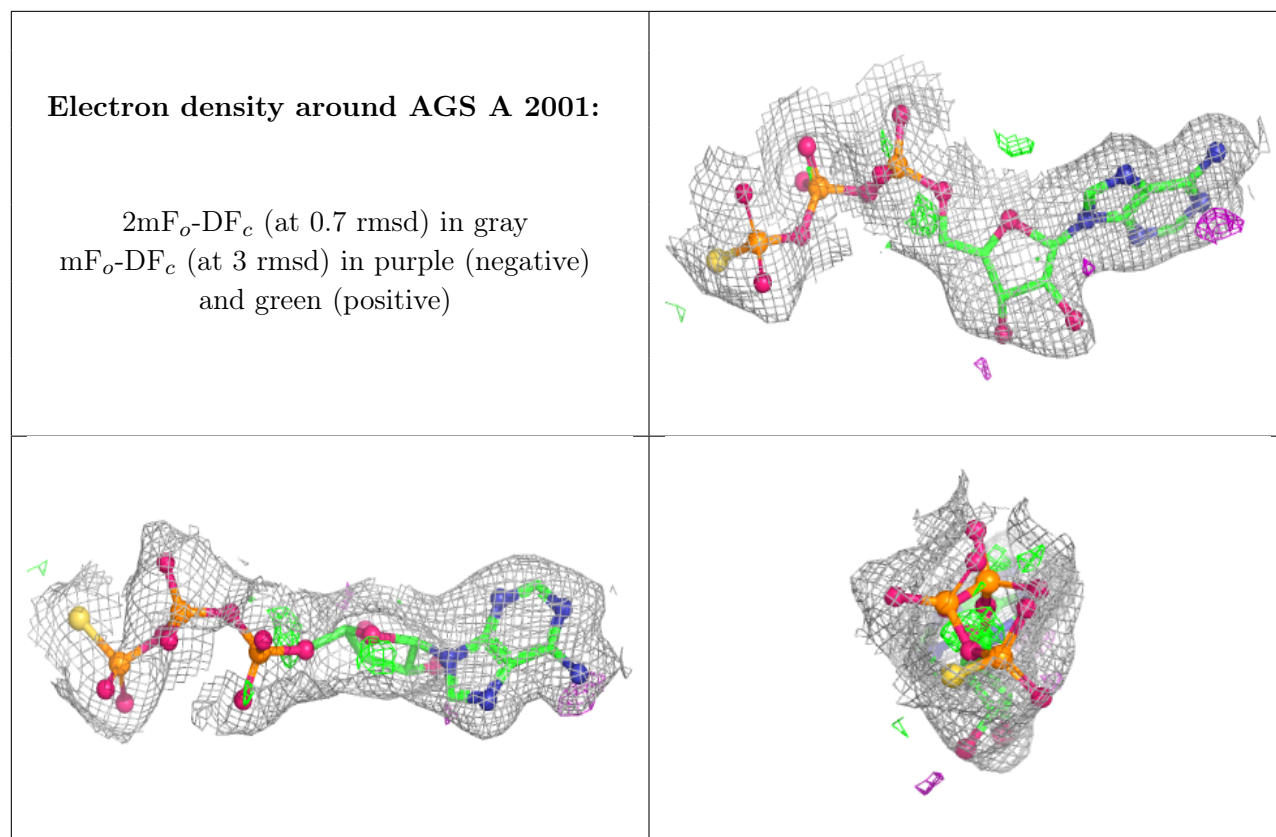 Electron density around AGS A 2001:
2mFo-DFc (at 0.7 rmsd) in gray
mFo-DFc (at 3 rmsd) in purple (negative)
and green (positive)